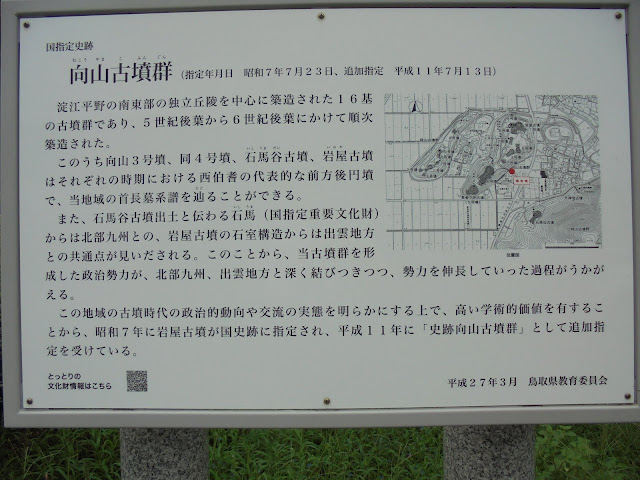 国指定史跡
向山古墳群（指定年月日　昭和７年７月２３日、追加指定　平成１１年７月１３日）
淀江平野の南東部の独立丘陵を中心に築造された１６基
の古墳群であり、５世紀後葉から６世紀後葉にかけて順次
築造された。
このうち向山３号墳、同４号墳、石馬谷古墳、岩屋古墳
はそれぞれの時期における西伯耆の代表的な前方後円墳
で、当地域の首長墓系譜を辿ることができる。
また、石馬谷古墳出土と伝わる石馬（国指定重要文化財）
からは北部九州との、岩屋古墳の石室構造からは出雲地方
との共通点が見いだされる。このことから、当古墳群を形
成した政治勢力が、北部九州、出雲地方と深く結びつきつつ、勢力を伸長していった過程がうかが
える。
この地域の古墳時代の政治的動向や交流の実態を明らかにする上で、高い学術的価値を有するこ
とから、昭和７年に岩屋古墳が国史跡に指定され、平成１１年に「史跡向山古墳群」として追加指
定を受けている。
とっとりの
文化財情報はこちら
平成２７年３月　鳥取県教育委員会